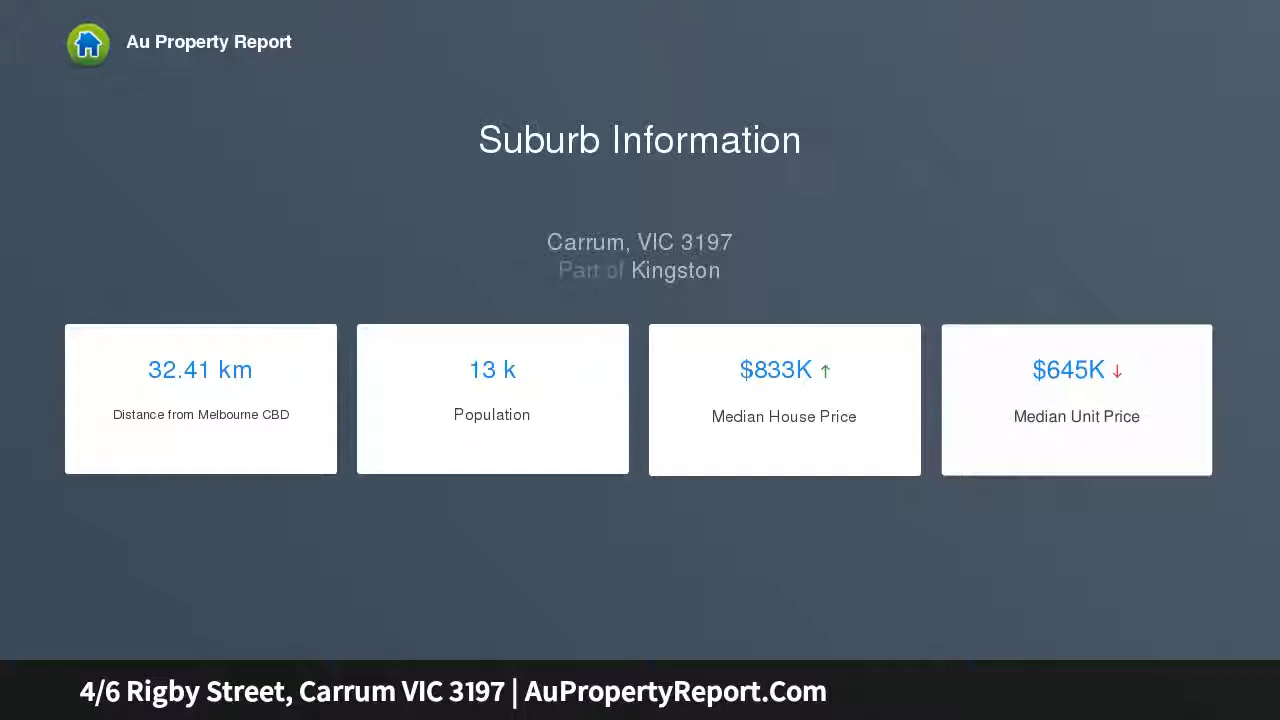 Au Property Report
Suburb Information
Carrum, VIC 3197
Part of Kingston
32.41 km
13 k
$833K ↑
$645K ↓
Distance from Melbourne CBD
Population
Median House Price
Median Unit Price
4/6 Rigby Street, Carrum VIC 3197 | AuPropertyReport.Com